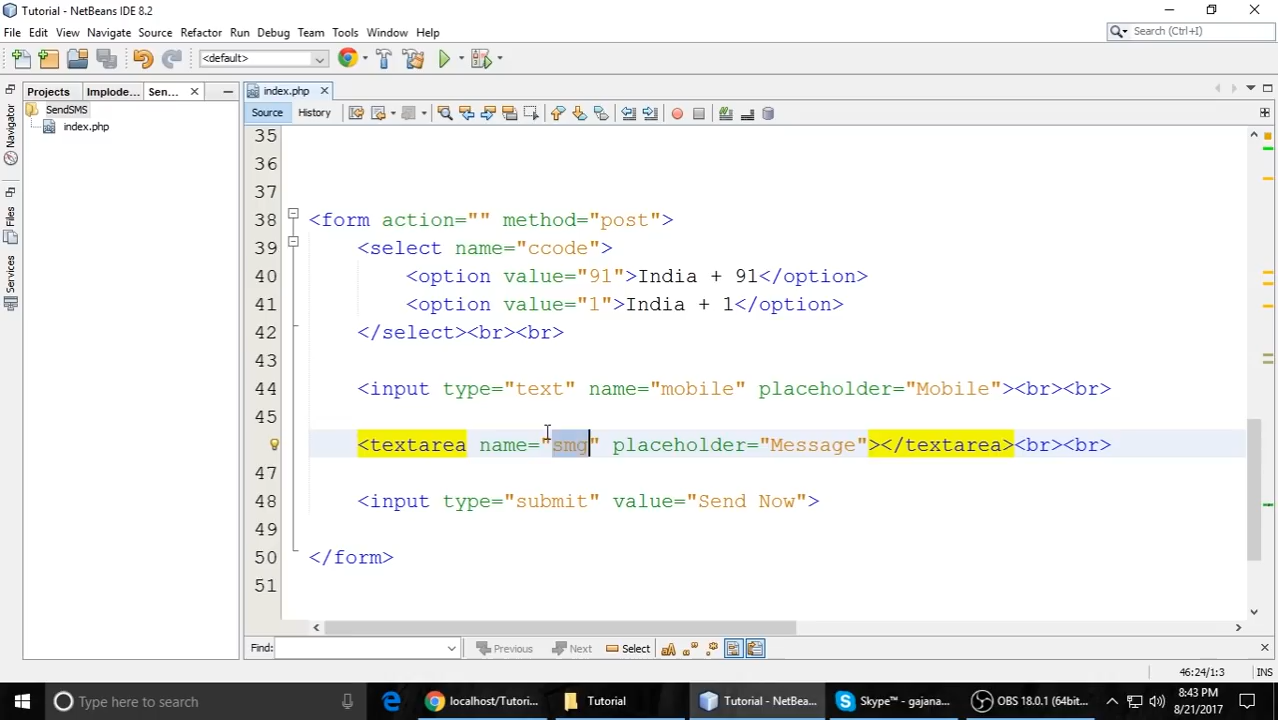 Tutorial - NetBeans IDE 8.2
File Edit View Navigate Source Refactor Run Debug Team Tools Window Help
Search (Ctrl+I)
<default>
Projects Implode... Sen...
index.php
SendSMS
index.php
Navigator
Files
Services
Source History
35
36
37
38 <form action="" method="post">
39 <select name="ccode">
40 <option value="91">India + 91</option>
41 <option value="1">India + 1</option>
42 </select><br><br>
43
44 <input type="text" name="mobile" placeholder="Mobile"><br><br>
45
<textarea name="smg" placeholder="Message"></textarea><br><br>
47
48 <input type="submit" value="Send Now">
49
50 </form>
51
Find: Previous Next Select
46:24/1:3 INS
Type here to search
localhost/Tutori...
Tutorial
Tutorial - NetBeans...
Skype™ - gajana...
OBS 18.0.1 (64bit...
8:43 PM
8/21/2017